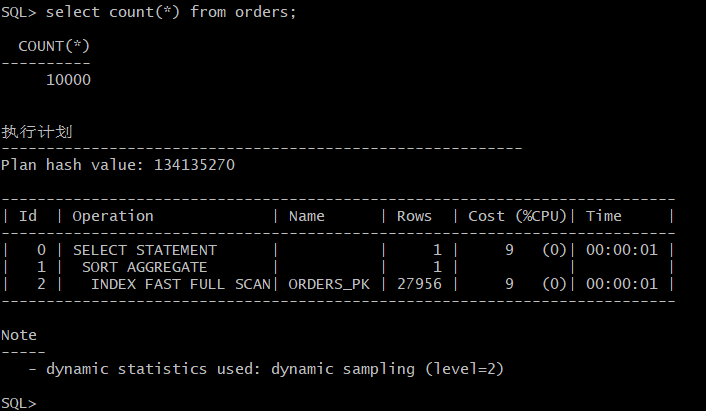 SQL> select count(*) from orders;
  COUNT(*)
----------
     10000
执行计划
----------------------------------------------------------
Plan hash value: 134135270
---------------------------------------------------------------------------
| Id  | Operation             | Name      | Rows  | Cost (%CPU)| Time     |
---------------------------------------------------------------------------
|   0 | SELECT STATEMENT      |           |     1 |     9   (0)| 00:00:01 |
|   1 |  SORT AGGREGATE       |           |     1 |            |          |
|   2 |   INDEX FAST FULL SCAN| ORDERS_PK | 27956 |     9   (0)| 00:00:01 |
---------------------------------------------------------------------------
Note
-----
   - dynamic statistics used: dynamic sampling (level=2)
SQL>